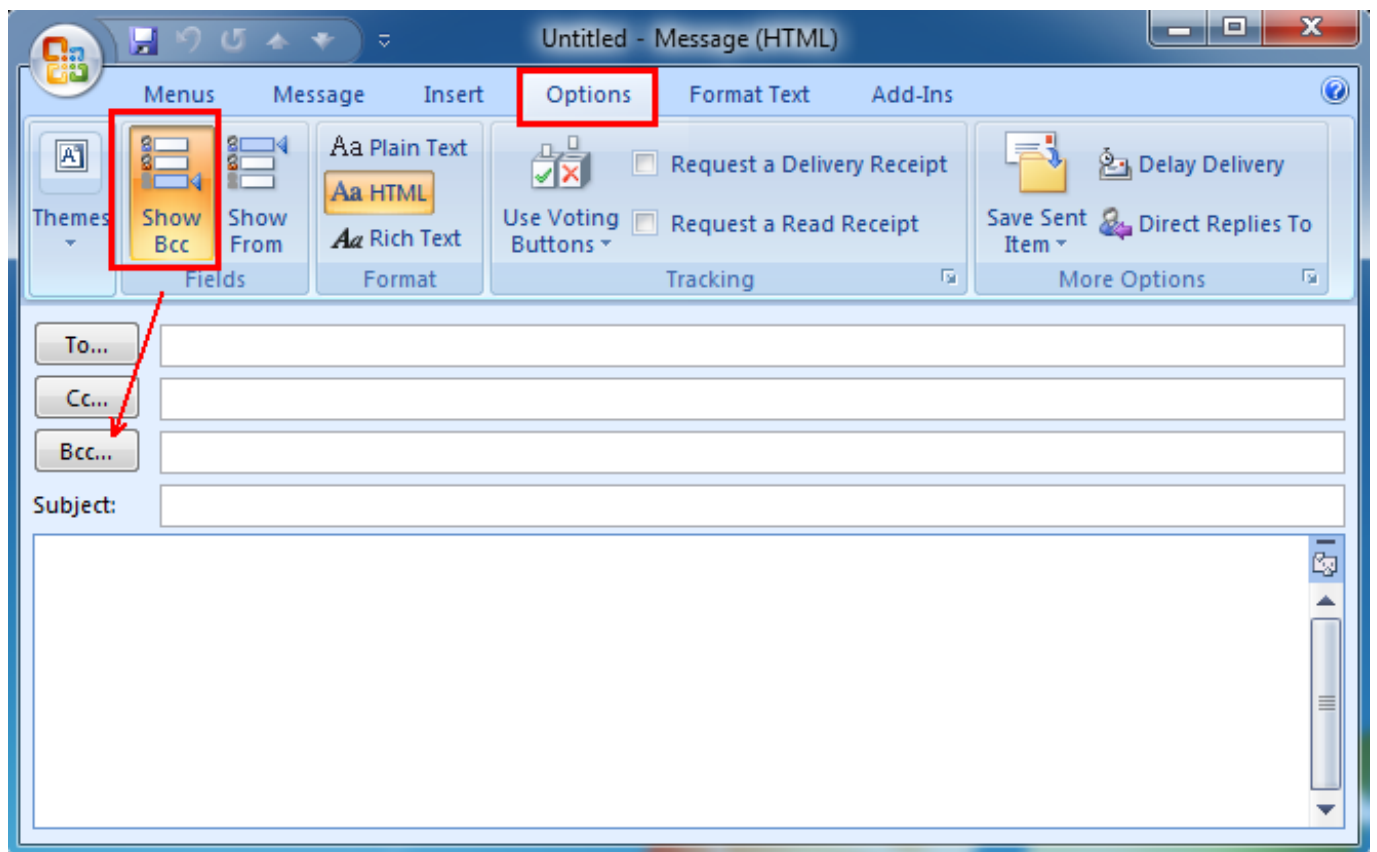 Untitled - Message (HTML)
Menus Message Insert Options Format Text Add-Ins
Themes
Show Bcc
Show From
Fields
Aa Plain Text
Aa HTML
Aa Rich Text
Format
Use Voting Buttons
Request a Delivery Receipt
Request a Read Receipt
Tracking
Save Sent Item
Delay Delivery
Direct Replies To
More Options
To...
Cc...
Bcc...
Subject: